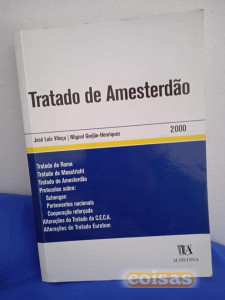 Tratado de Amesterdão
José Luís Vilaça | Miguel Gorjão-Henriques
2000
Tratado de Roma
Tratado de Maastricht
Tratado de Amesterdão
Protocolos sobre:
Schengen
Parlamentos nacionais
Cooperação reforçada
Alterações do Tratado da C.E.C.A.
Alterações do Tratado Euratom
ALMEDINA
coisas